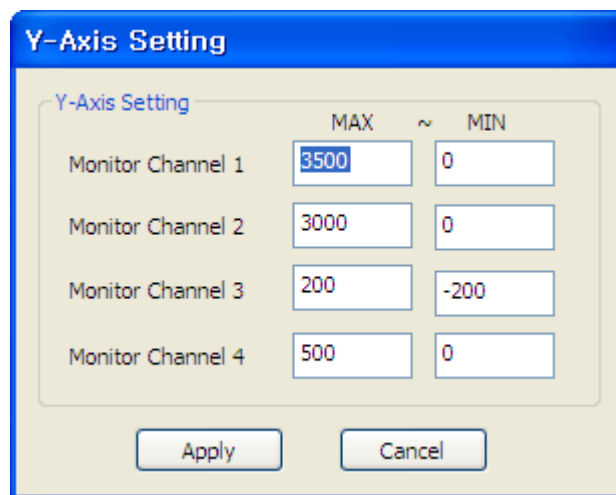 Y-Axis Setting
Y-Axis Setting
MAX ~ MIN
Monitor Channel 1 3500 0
Monitor Channel 2 3000 0
Monitor Channel 3 200 -200
Monitor Channel 4 500 0
Apply Cancel